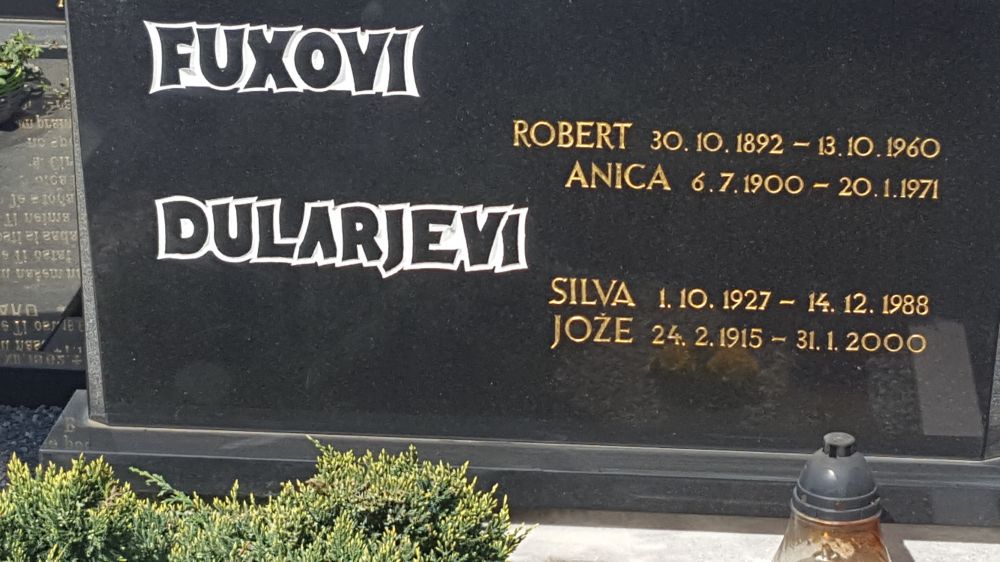 FUXOVI
ROBERT 30.10.1892 – 13.10.1960
ANICA 6.7.1900 – 20.1.1971
DULARJEVI
SILVA 1.10.1927 – 14.12.1988
JOŽE 24.2.1915 – 31.1.2000